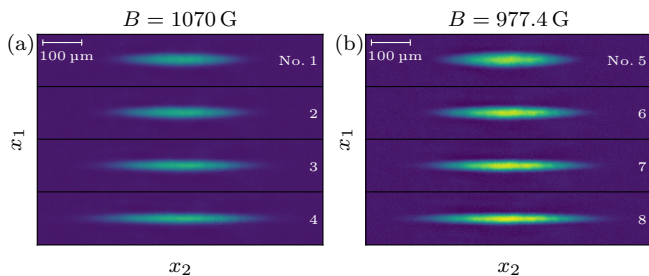 B = 1070 G
B = 977.4 G
(a)
100 µm
No. 1
2
3
4
x₁
x₂
(b)
100 µm
No. 5
6
7
8
x₁
x₂